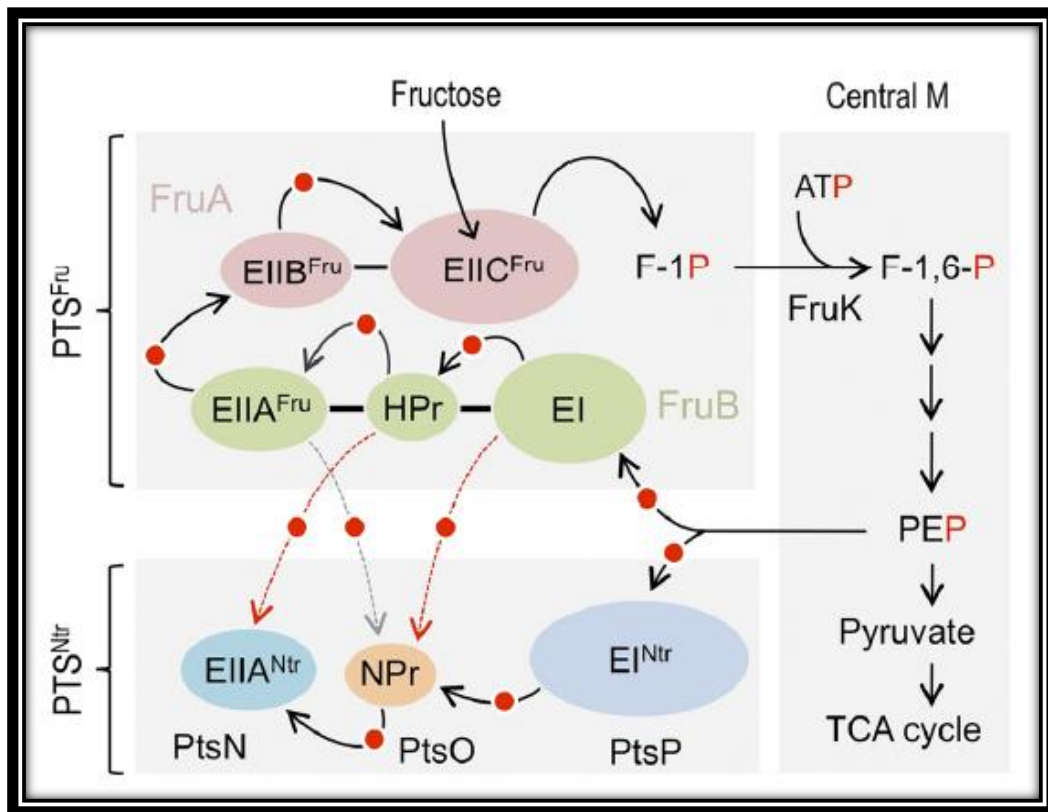 Fructose
Central M
PTS^Fru
FruA
EIIB^Fru
EIIC^Fru
F-1P
ATP
F-1,6-P
FruK
EIIA^Fru
HPr
EI
FruB
PEP
PTS^Ntr
EIIA^Ntr
NPr
EI^Ntr
Pyruvate
PtsN
PtsO
PtsP
TCA cycle